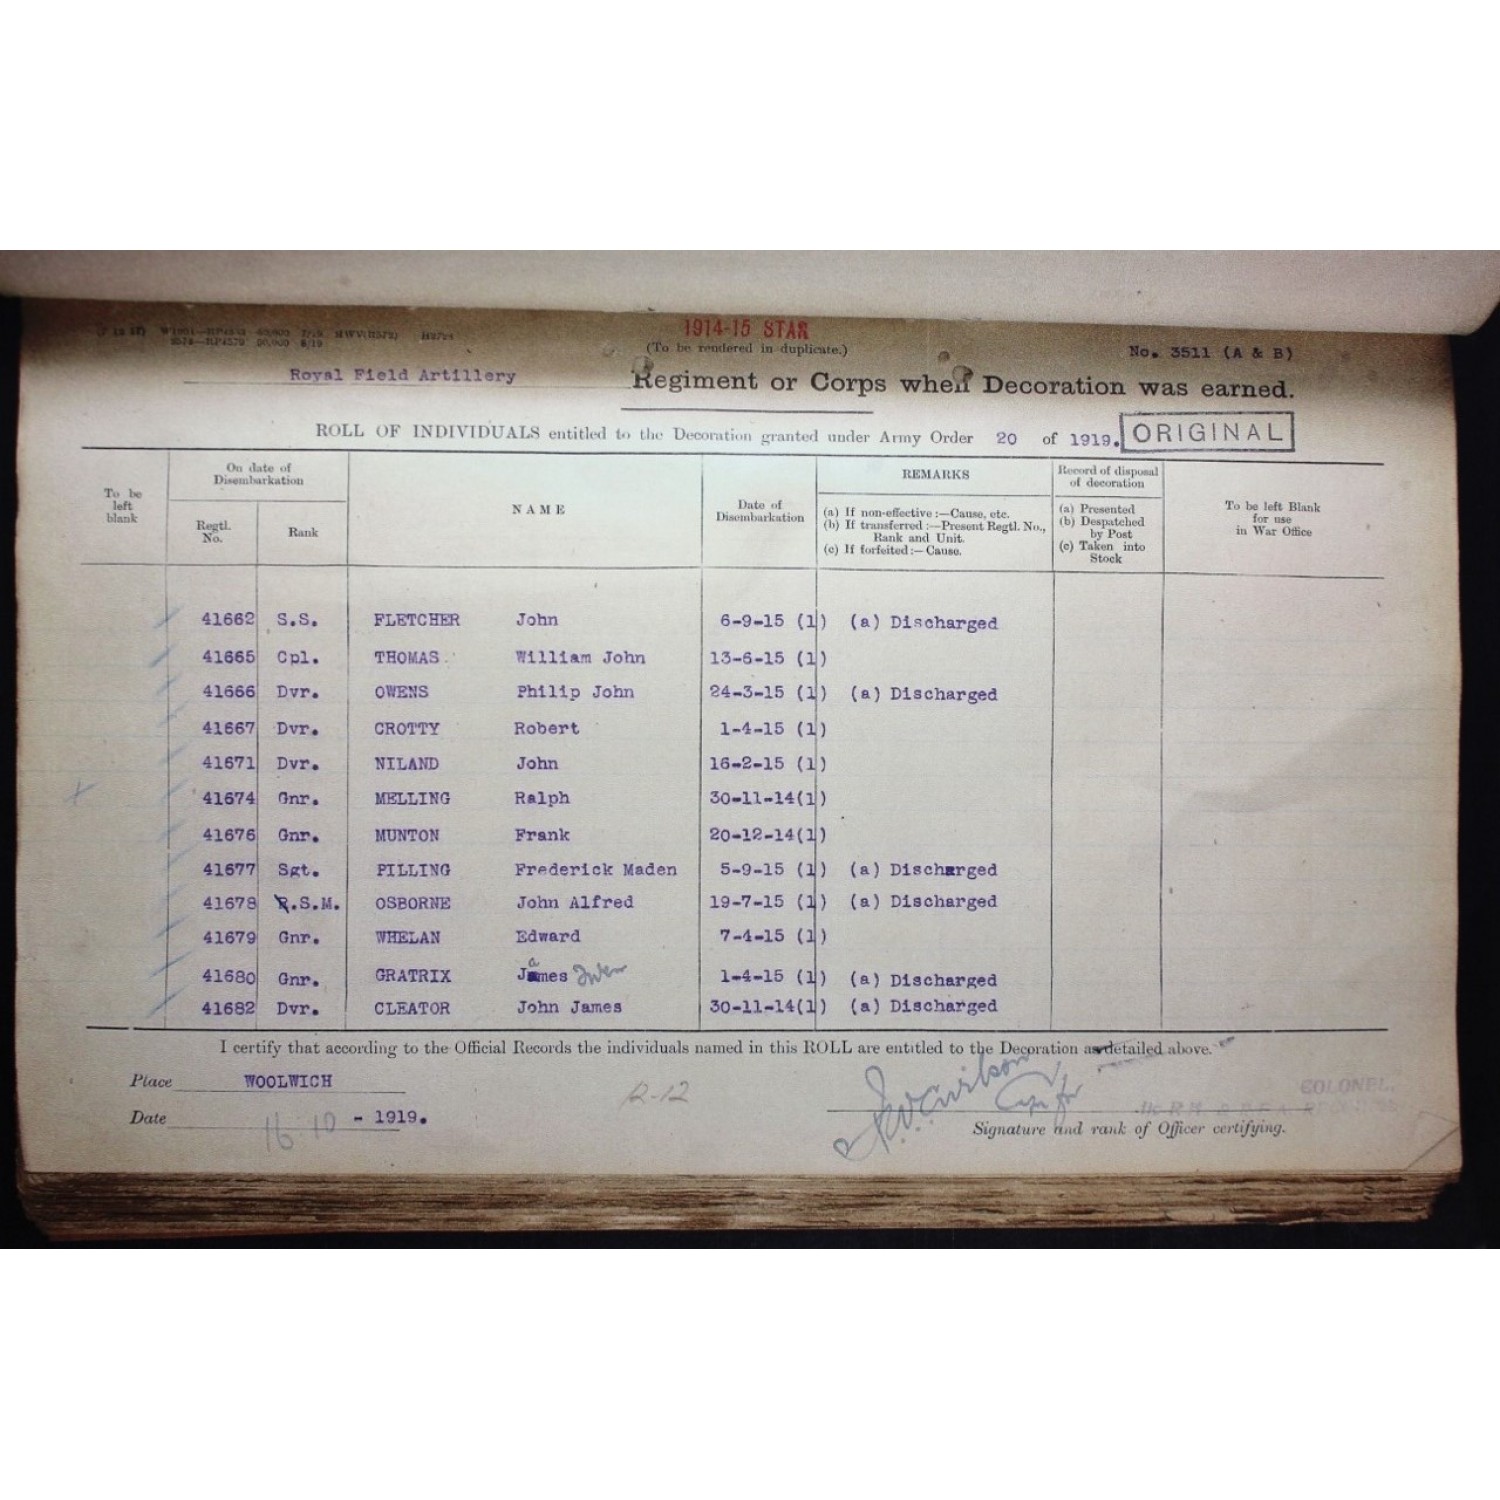 1914-15 STAR
(To be rendered in duplicate.)
No. 3511 (A & B)
Royal Field Artillery Regiment or Corps when Decoration was earned.
ROLL OF INDIVIDUALS entitled to the Decoration granted under Army Order 20 of 1919. ORIGINAL
To be left blank
On date of Disembarkation
Regtl. No.
Rank
NAME
Date of Disembarkation
REMARKS
(a) If non-effective :—Cause, etc.
(b) If transferred :—Present Regtl. No., Rank and Unit.
(c) If forfeited :— Cause.
Record of disposal of decoration
(a) Presented
(b) Despatched by Post
(c) Taken into Stock
To be left Blank for use in War Office
41662 S.S. FLETCHER John 6-9-15 (1) (a) Discharged
41665 Cpl. THOMAS William John 13-6-15 (1)
41666 Dvr. OWENS Philip John 24-3-15 (1) (a) Discharged
41667 Dvr. CROTTY Robert 1-4-15 (1)
41671 Dvr. NILAND John 16-2-15 (1)
41674 Gnr. MELLING Ralph 30-11-14(1)
41676 Gnr. MUNTON Frank 20-12-14(1)
41677 Sgt. PILLING Frederick Maden 5-9-15 (1) (a) Discharged
41678 R.S.M. OSBORNE John Alfred 19-7-15 (1) (a) Discharged
41679 Gnr. WHELAN Edward 7-4-15 (1)
41680 Gnr. GRATRIX James 1-4-15 (1) (a) Discharged
41682 Dvr. CLEATOR John James 30-11-14(1) (a) Discharged
I certify that according to the Official Records the individuals named in this ROLL are entitled to the Decoration as detailed above.
Place WOOLWICH
R-12
COLONEL.
Date 16 10 - 1919.
Signature and rank of Officer certifying.